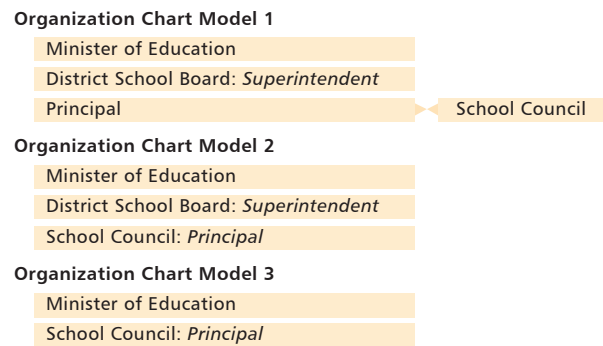 Organization Chart Model 1
Minister of Education
District School Board: Superintendent
Principal
School Council
Organization Chart Model 2
Minister of Education
District School Board: Superintendent
School Council: Principal
Organization Chart Model 3
Minister of Education
School Council: Principal